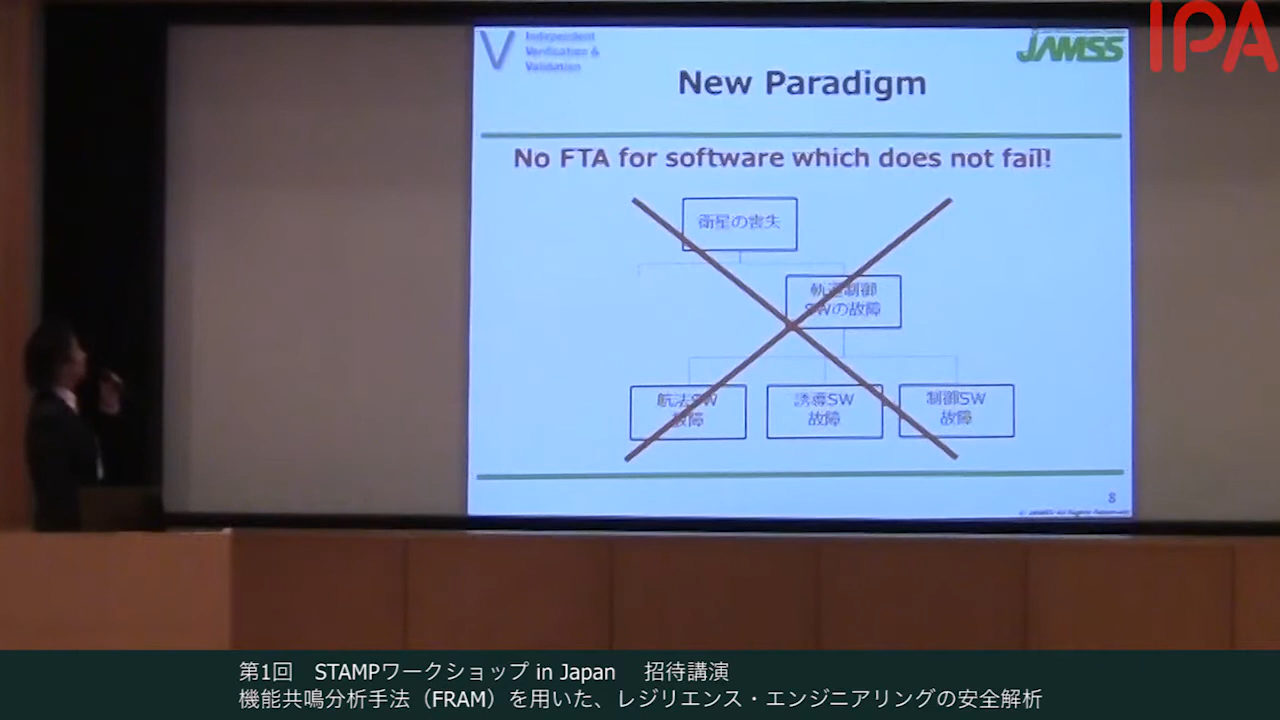 IPA
V
Independent
Verification &
Validation
JAMSS
New Paradigm
No FTA for software which does not fail!
衛星の喪失
軌道制御
SWの故障
航法SW
故障
誘導SW
故障
制御SW
故障
8
© JAMSS All Rights Reserved
第1回 STAMPワークショップ in Japan 招待講演
機能共鳴分析手法（FRAM）を用いた、レジリエンス・エンジニアリングの安全解析